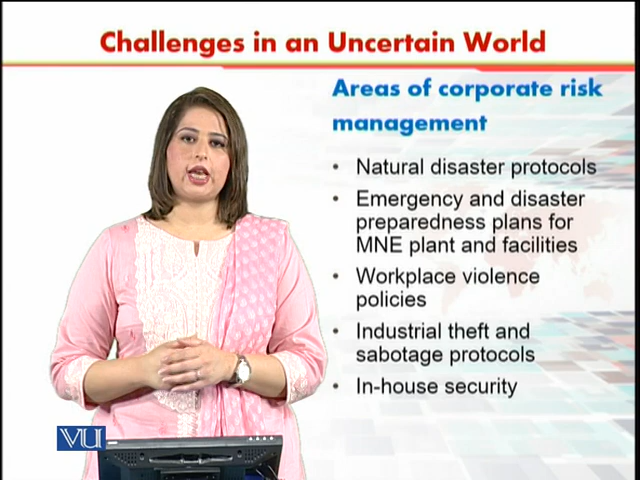 Challenges in an Uncertain World
Areas of corporate risk
management
• Natural disaster protocols
• Emergency and disaster
preparedness plans for
MNE plant and facilities
• Workplace violence
policies
• Industrial theft and
sabotage protocols
• In-house security
VU